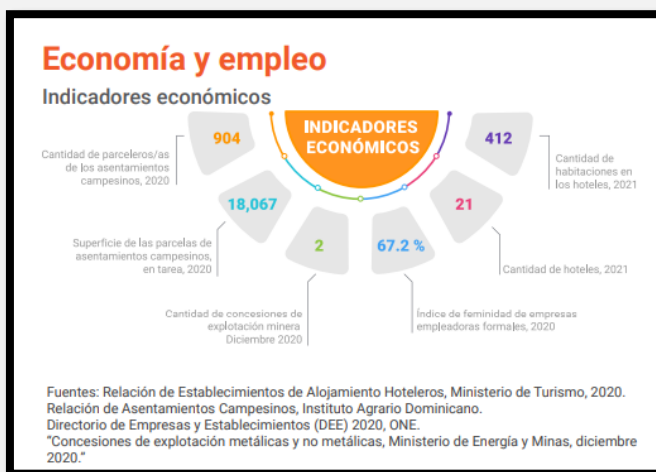 Economía y empleo
Indicadores económicos
INDICADORES
ECONÓMICOS
904
Cantidad de parceleros/as
de los asentamientos
campesinos, 2020
18,067
Superficie de las parcelas de
asentamientos campesinos,
en tarea, 2020
2
Cantidad de concesiones de
explotación minera
Diciembre 2020
67.2 %
Índice de feminidad de empresas
empleadoras formales, 2020
21
Cantidad de hoteles, 2021
412
Cantidad de
habitaciones en
los hoteles, 2021
Fuentes: Relación de Establecimientos de Alojamiento Hoteleros, Ministerio de Turismo, 2020.
Relación de Asentamientos Campesinos, Instituto Agrario Dominicano.
Directorio de Empresas y Establecimientos (DEE) 2020, ONE.
"Concesiones de explotación metálicas y no metálicas, Ministerio de Energía y Minas, diciembre
2020."